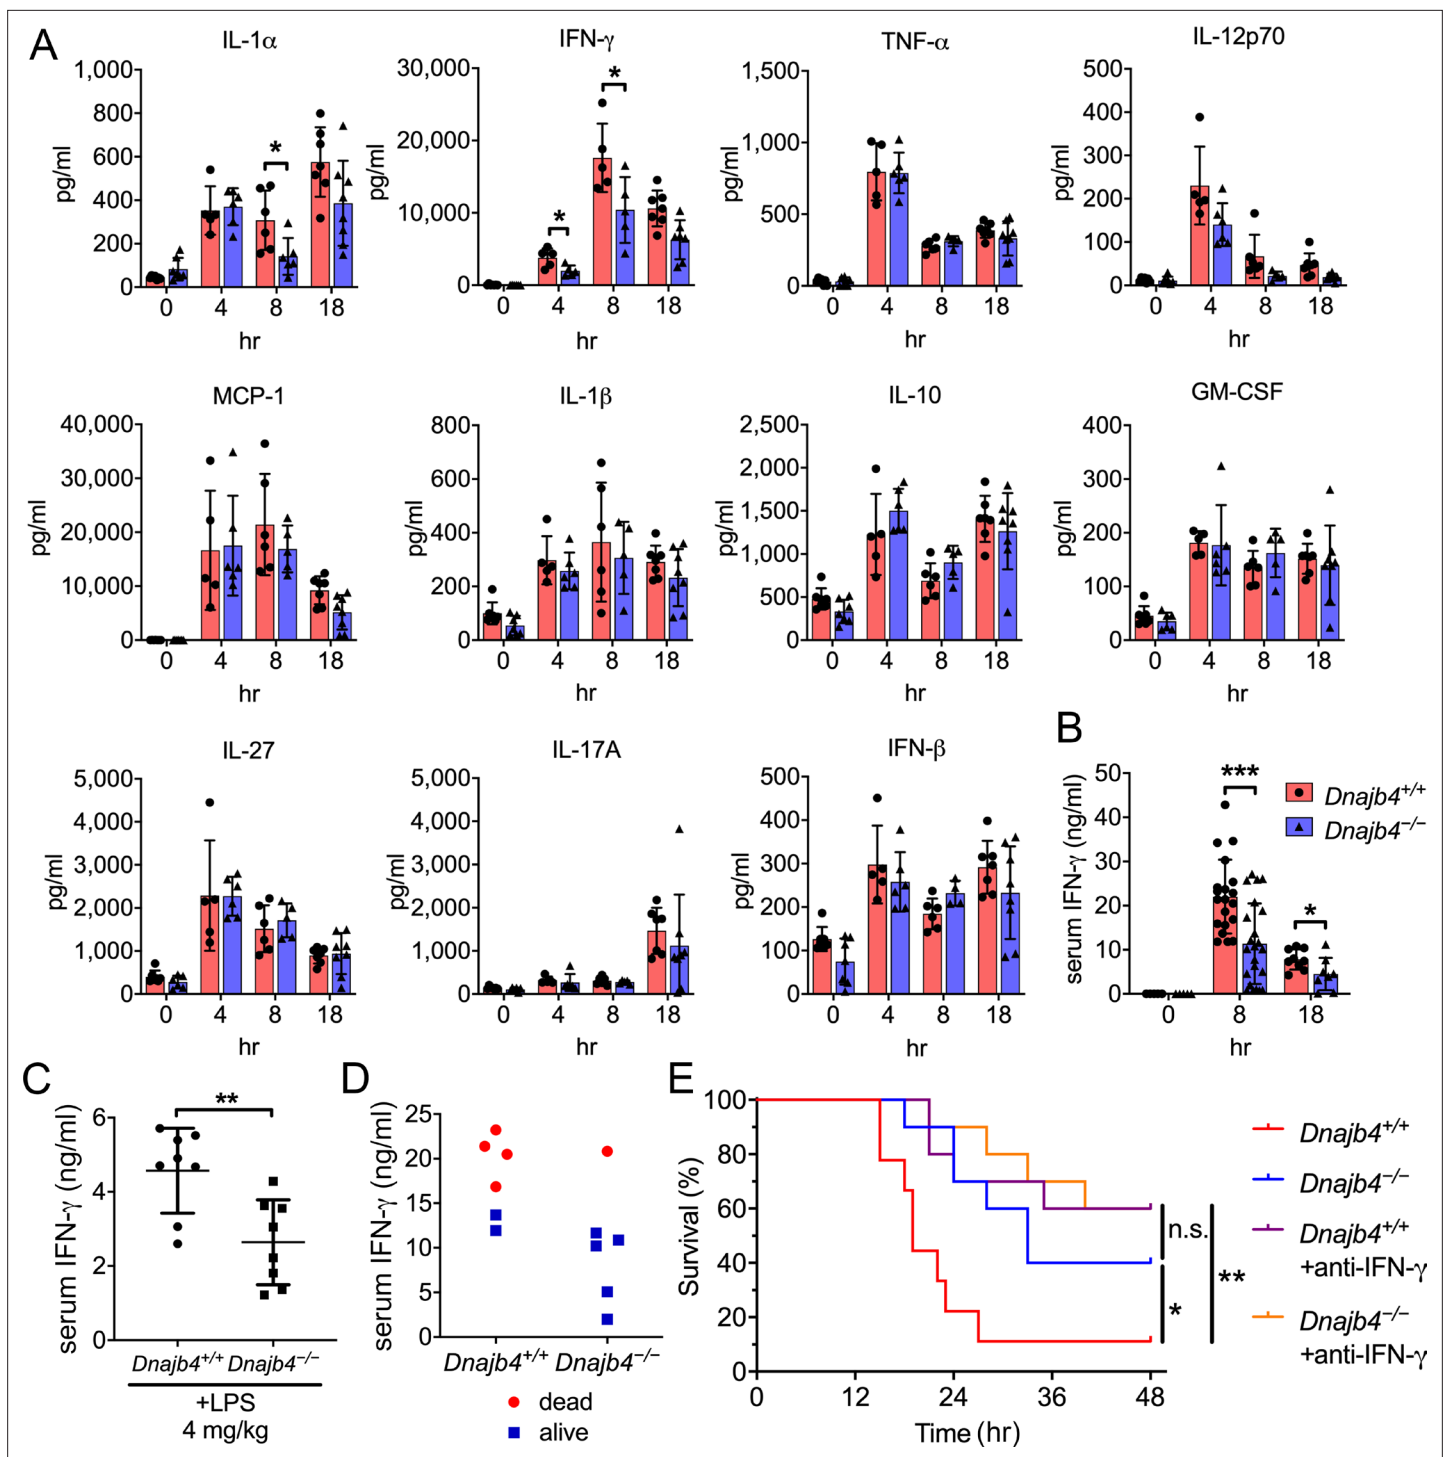 A
IL-1α
IFN-γ
TNF-α
IL-12p70
1,000
800
600
400
200
0
pg/ml
*
0 4 8 18
hr
30,000
20,000
10,000
0
pg/ml
*
*
0 4 8 18
hr
1,500
1,000
500
0
pg/ml
0 4 8 18
hr
500
400
300
200
100
0
pg/ml
0 4 8 18
hr
MCP-1
IL-1β
IL-10
GM-CSF
40,000
30,000
20,000
10,000
0
pg/ml
0 4 8 18
hr
800
600
400
200
0
pg/ml
0 4 8 18
hr
2,500
2,000
1,500
1,000
500
0
pg/ml
0 4 8 18
hr
400
300
200
100
0
pg/ml
0 4 8 18
hr
IL-27
IL-17A
IFN-β
5,000
4,000
3,000
2,000
1,000
0
pg/ml
0 4 8 18
hr
5,000
4,000
3,000
2,000
1,000
0
pg/ml
0 4 8 18
hr
500
400
300
200
100
0
pg/ml
0 4 8 18
hr
B
50
40
30
20
10
0
serum IFN-γ (ng/ml)
***
*
0 8 18
hr
Dnajb4+/+
Dnajb4−/−
C
6
4
2
0
serum IFN-γ (ng/ml)
**
Dnajb4+/+ Dnajb4−/−
+LPS
4 mg/kg
D
25
20
15
10
5
0
serum IFN-γ (ng/ml)
Dnajb4+/+ Dnajb4−/−
dead
alive
E
100
80
60
40
20
0
Survival (%)
0 12 24 36 48
Time (hr)
n.s.
*
**
Dnajb4+/+
Dnajb4−/−
Dnajb4+/+
+anti-IFN-γ
Dnajb4−/−
+anti-IFN-γ